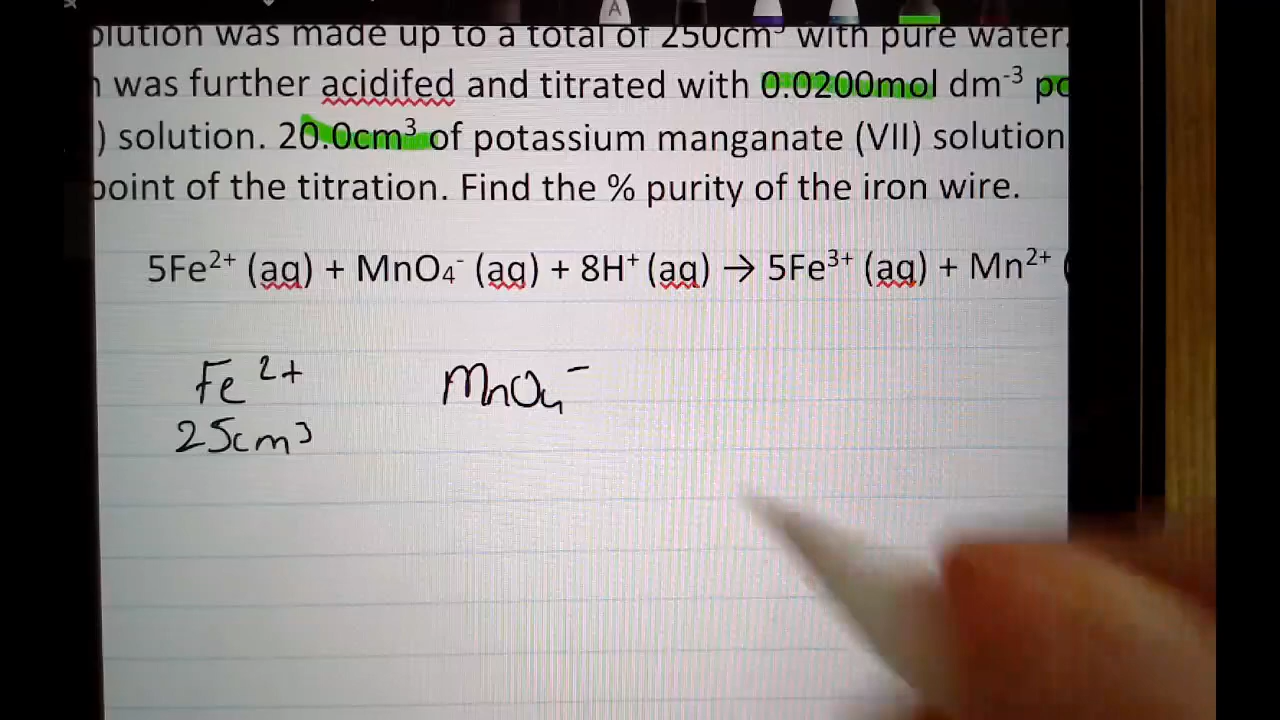 A
olution was made up to a total of 250cm³ with pure water.
was further acidifed and titrated with 0.0200mol dm⁻³ po
) solution. 20.0cm³ of potassium manganate (VII) solution
point of the titration. Find the % purity of the iron wire.
5Fe²⁺ (aq) + MnO₄⁻ (aq) + 8H⁺ (aq) → 5Fe³⁺ (aq) + Mn²⁺ (
Fe²⁺ MnO₄⁻
25cm³